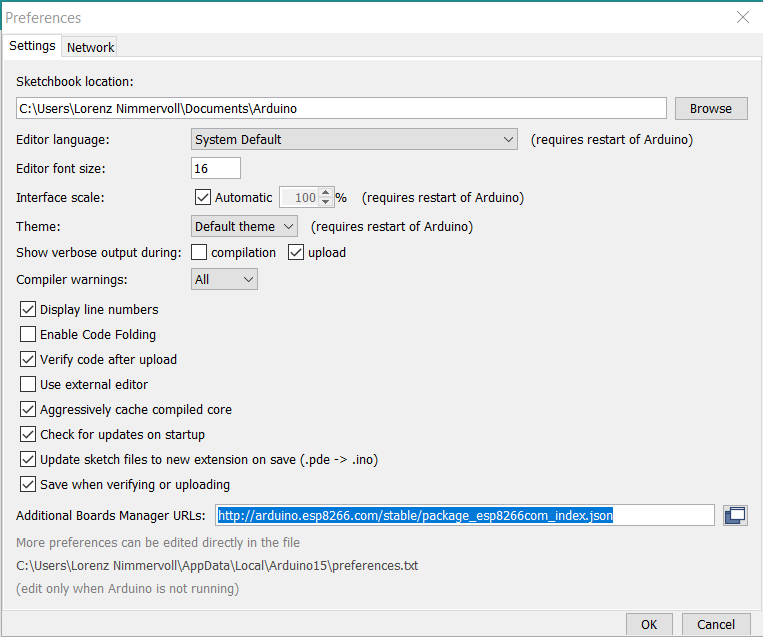 Preferences
Settings Network
Sketchbook location:
C:\Users\Lorenz Nimmervoll\Documents\Arduino Browse
Editor language: System Default (requires restart of Arduino)
Editor font size: 16
Interface scale: Automatic 100 % (requires restart of Arduino)
Theme: Default theme (requires restart of Arduino)
Show verbose output during: compilation upload
Compiler warnings: All
Display line numbers
Enable Code Folding
Verify code after upload
Use external editor
Aggressively cache compiled core
Check for updates on startup
Update sketch files to new extension on save (.pde -> .ino)
Save when verifying or uploading
Additional Boards Manager URLs: http://arduino.esp8266.com/stable/package_esp8266com_index.json
More preferences can be edited directly in the file
C:\Users\Lorenz Nimmervoll\AppData\Local\Arduino15\preferences.txt
(edit only when Arduino is not running)
OK Cancel